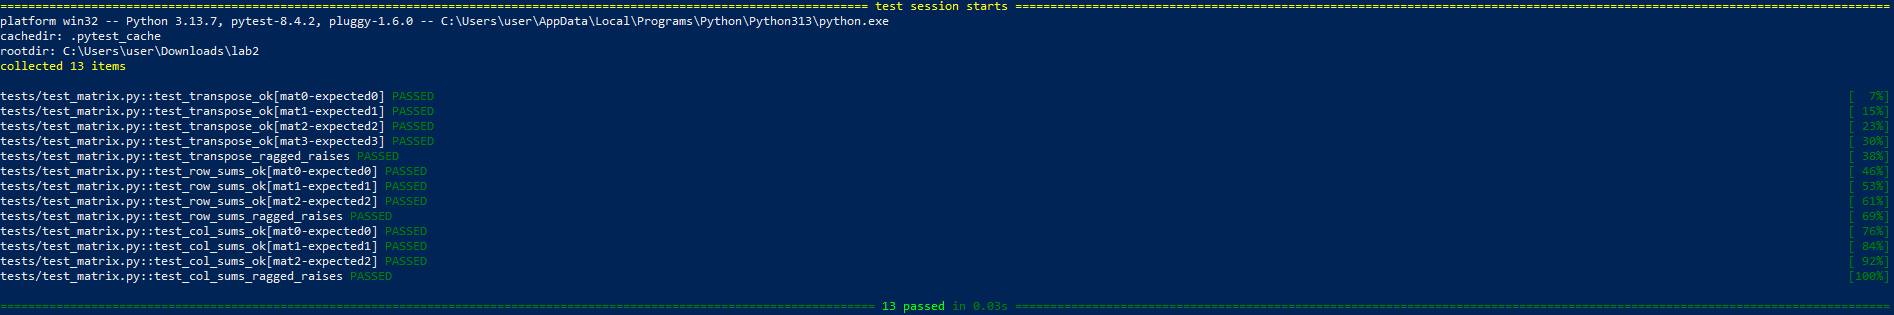 ============================= test session starts =============================
platform win32 -- Python 3.13.7, pytest-8.4.2, pluggy-1.6.0 -- C:\Users\user\AppData\Local\Programs\Python\Python313\python.exe
cachedir: .pytest_cache
rootdir: C:\Users\user\Downloads\lab2
collected 13 items
tests/test_matrix.py::test_transpose_ok[mat0-expected0] PASSED [  7%]
tests/test_matrix.py::test_transpose_ok[mat1-expected1] PASSED [ 15%]
tests/test_matrix.py::test_transpose_ok[mat2-expected2] PASSED [ 23%]
tests/test_matrix.py::test_transpose_ok[mat3-expected3] PASSED [ 30%]
tests/test_matrix.py::test_transpose_ragged_raises PASSED [ 38%]
tests/test_matrix.py::test_row_sums_ok[mat0-expected0] PASSED [ 46%]
tests/test_matrix.py::test_row_sums_ok[mat1-expected1] PASSED [ 53%]
tests/test_matrix.py::test_row_sums_ok[mat2-expected2] PASSED [ 61%]
tests/test_matrix.py::test_row_sums_ragged_raises PASSED [ 69%]
tests/test_matrix.py::test_col_sums_ok[mat0-expected0] PASSED [ 76%]
tests/test_matrix.py::test_col_sums_ok[mat1-expected1] PASSED [ 84%]
tests/test_matrix.py::test_col_sums_ok[mat2-expected2] PASSED [ 92%]
tests/test_matrix.py::test_col_sums_ragged_raises PASSED [100%]
============================= 13 passed in 0.03s =============================